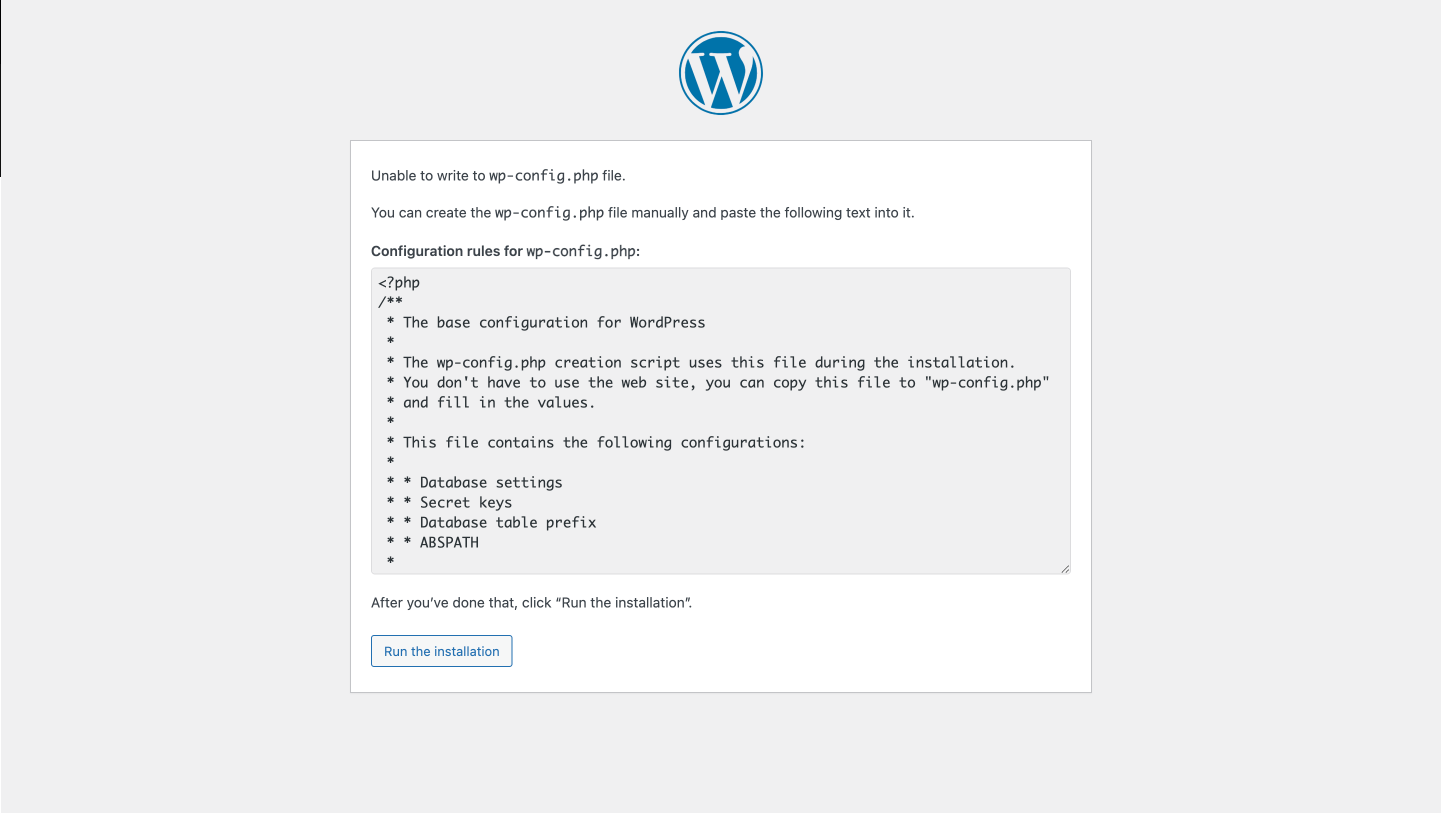 Unable to write to wp-config.php file.
You can create the wp-config.php file manually and paste the following text into it.
Configuration rules for wp-config.php:
<?php
/**
 * The base configuration for WordPress
 *
 * The wp-config.php creation script uses this file during the installation.
 * You don't have to use the web site, you can copy this file to "wp-config.php"
 * and fill in the values.
 *
 * This file contains the following configurations:
 *
 * * Database settings
 * * Secret keys
 * * Database table prefix
 * * ABSPATH
 *
After you’ve done that, click “Run the installation”.
Run the installation